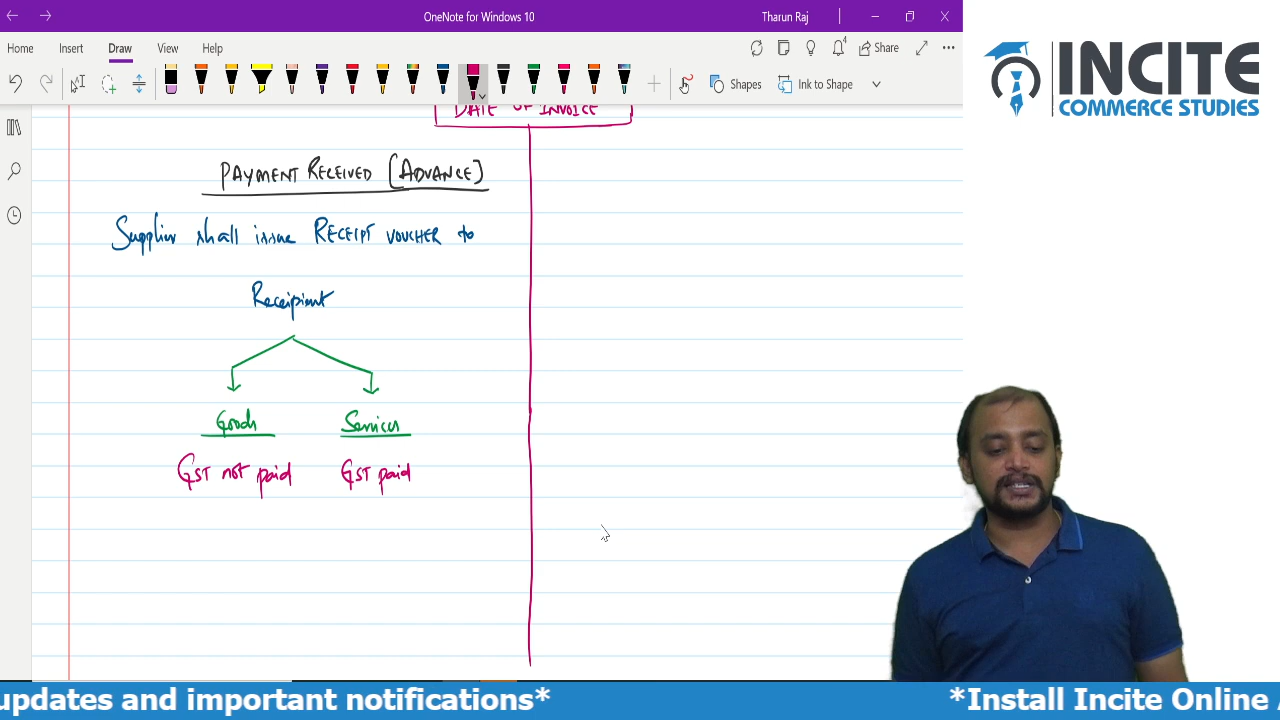 OneNote for Windows 10
Tharun Raj
Home Insert Draw View Help
4
Share
Shapes
Ink to Shape
INCITE
COMMERCE STUDIES
DATE OF INVOICE
PAYMENT RECEIVED (ADVANCE)
Supplier shall issue RECEIPT VOUCHER to
Receipient
Goods Services
GST not paid GST paid
updates and important notifications* *Install Incite Online